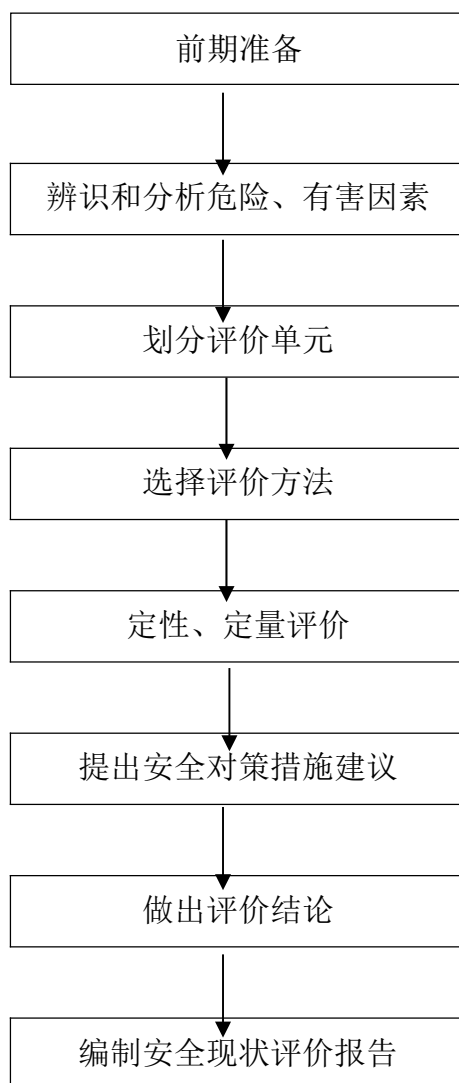 前期准备
辨识和分析危险、有害因素
划分评价单元
选择评价方法
定性、定量评价
提出安全对策措施建议
做出评价结论
编制安全现状评价报告